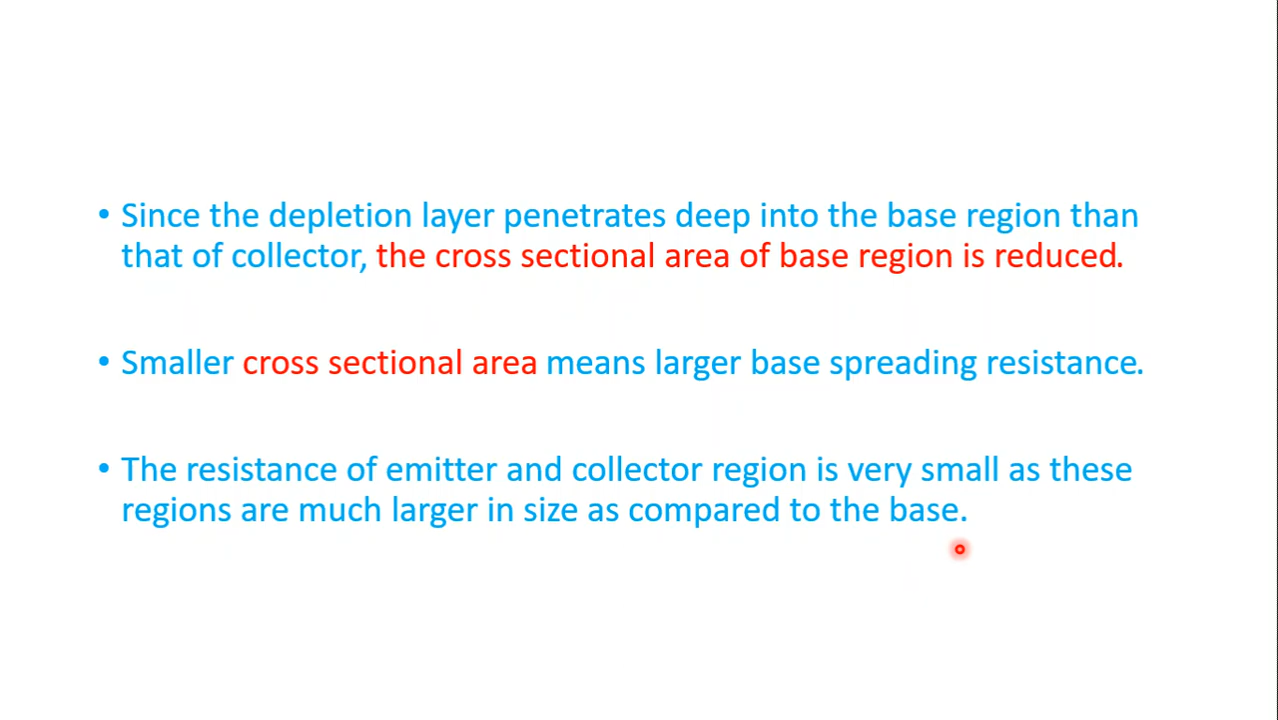 • Since the depletion layer penetrates deep into the base region than
that of collector, the cross sectional area of base region is reduced.
• Smaller cross sectional area means larger base spreading resistance.
• The resistance of emitter and collector region is very small as these
regions are much larger in size as compared to the base.